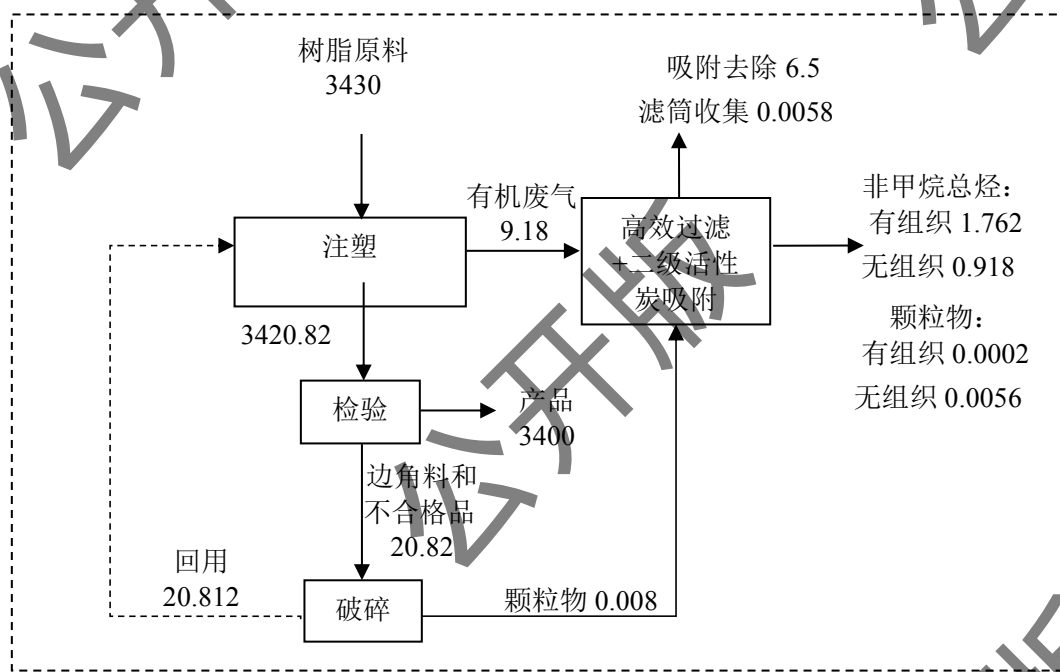 树脂原料
3430
吸附去除 6.5
滤筒收集 0.0058
有机废气
9.18
注塑
高效过滤
+二级活性
炭吸附
非甲烷总烃：
有组织 1.762
无组织 0.918
颗粒物：
有组织 0.0002
无组织 0.0056
3420.82
检验
产品
3400
边角料和
不合格品
20.82
回用
20.812
破碎
颗粒物 0.008
公开版